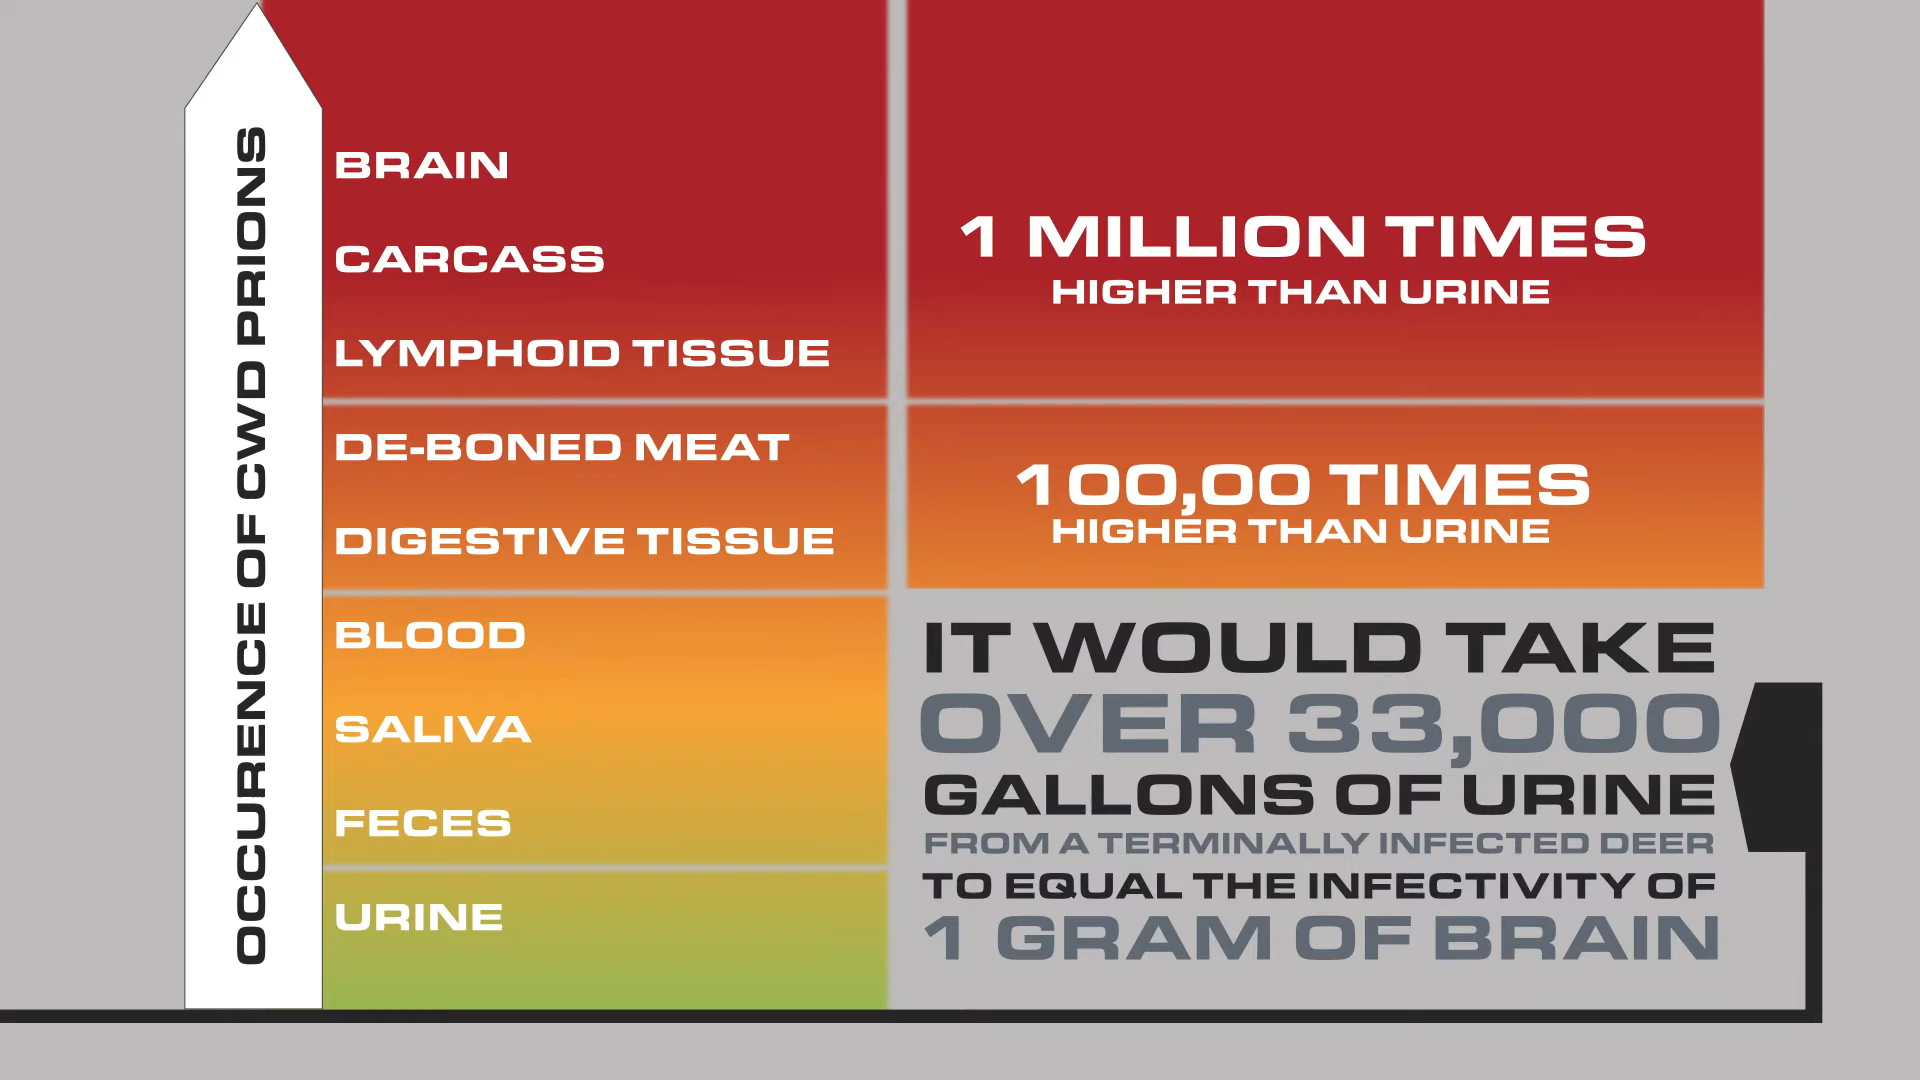 OCCURENCE OF CWD PRIONS
BRAIN
CARCASS
LYMPHOID TISSUE
1 MILLION TIMES
HIGHER THAN URINE
DE-BONED MEAT
DIGESTIVE TISSUE
100,00 TIMES
HIGHER THAN URINE
BLOOD
SALIVA
FECES
URINE
IT WOULD TAKE
OVER 33,000
GALLONS OF URINE
FROM A TERMINALLY INFECTED DEER
TO EQUAL THE INFECTIVITY OF
1 GRAM OF BRAIN